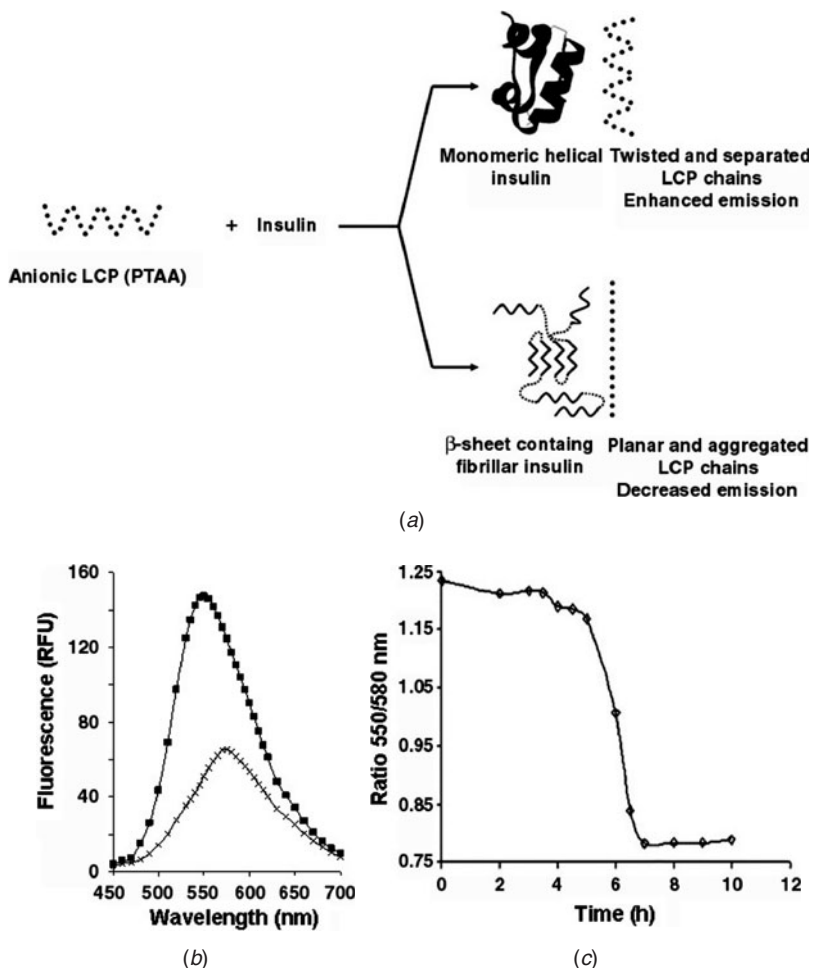 Monomeric helical
insulin
Twisted and separated
LCP chains
Enhanced emission
+ Insulin
Anionic LCP (PTAA)
β-sheet containg
fibrillar insulin
Planar and aggregated
LCP chains
Decreased emission
(a)
160
120
80
40
0
Fluorescence (RFU)
450 500 550 600 650 700
Wavelength (nm)
(b)
1.25
1.15
1.05
0.95
0.85
0.75
Ratio 550/580 nm
0 2 4 6 8 10 12
Time (h)
(c)